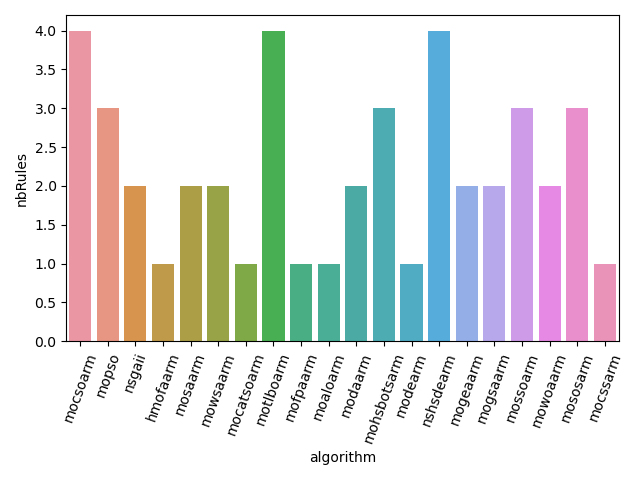 4.0
3.5
3.0
2.5
2.0
1.5
1.0
0.5
0.0
nbRules
mocsoarm
mopso
nsgaii
hmofaarm
mosaarm
mowsaarm
mocatsoarm
motlboarm
mofpaarm
moaloarm
modaarm
mohsbotsarm
modearm
nshsdearm
mogeaarm
mogsaarm
mossoarm
mowoaarm
mososarm
mocssarm
algorithm